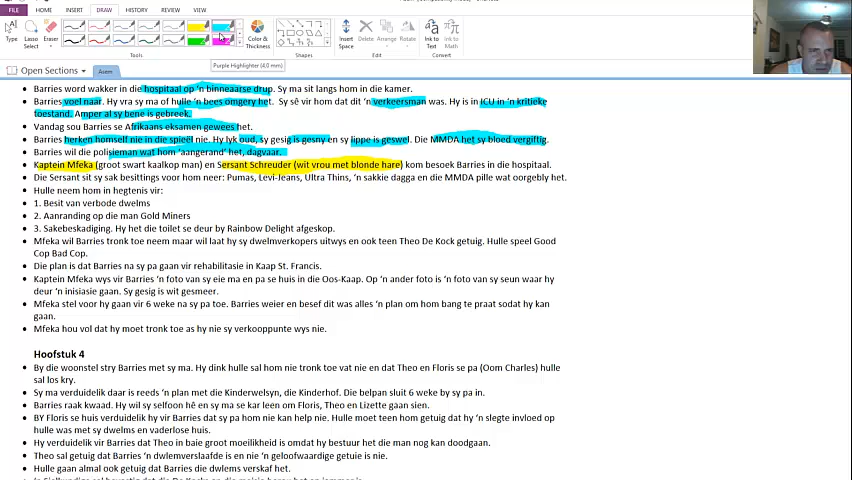 FILE HOME INSERT DRAW HISTORY REVIEW VIEW
Type Lasso Select Eraser Color & Thickness Insert Space Delete Arrange Rotate Ink to Text Ink to Math
Tools Shapes Edit Convert
Purple Highlighter (4.0 mm)
Open Sections
Barries word wakker in die hospitaal op 'n binneaarse drup. Sy ma sit langs hom in die kamer.
Barries voel naar. Hy vra sy ma of hulle 'n bees omgery het. Sy sê vir hom dat dit 'n verkeersman was. Hy is in ICU in 'n kritieke
toestand. Amper al sy bene is gebreek.
Vandag sou Barries se Afrikaans eksamen gewees het.
Barries herken homself nie in die spieël nie. Hy lyk oud, sy gesig is gesny en sy lippe is geswel. Die MMDA het sy bloed vergiftig.
Barries wil die polisieman wat hom 'aangerand' het, dagvaar.
Kaptein Mfeka (groot swart kaalkop man) en Sersant Schreuder (wit vrou met blonde hare) kom besoek Barries in die hospitaal.
Die Sersant sit sy sak besittings voor hom neer: Pumas, Levi-Jeans, Ultra Thins, 'n sakkie dagga en die MMDA pille wat oorgebly het.
Hulle neem hom in hegtenis vir:
1. Besit van verbode dwelms
2. Aanranding op die man Gold Miners
3. Sakebeskadiging. Hy het die toilet se deur by Rainbow Delight afgeskop.
Mfeka wil Barries tronk toe neem maar wil laat hy sy dwelmverkopers uitwys en ook teen Theo De Kock getuig. Hulle speel Good
Cop Bad Cop.
Die plan is dat Barries na sy pa gaan vir rehabilitatie in Kaap St. Francis.
Kaptein Mfeka wys vir Barries 'n foto van sy eie ma en pa se huis in die Oos-Kaap. Op 'n ander foto is 'n foto van sy seun waar hy
deur 'n inisiasie gaan. Sy gesig is wit gesmeer.
Mfeka stel voor hy gaan vir 6 weke na sy pa toe. Barries weier en besef dit was alles 'n plan om hom bang te praat sodat hy kan
gaan.
Mfeka hou vol dat hy moet tronk toe as hy nie sy verkooppunte wys nie.
Hoofstuk 4
By die woonstel stry Barries met sy ma. Hy dink hulle sal hom nie tronk toe vat nie en dat Theo en Floris se pa (Oom Charles) hulle
sal los kry.
Sy ma verduidelik daar is reeds 'n plan met die Kinderwelsyn, die Kinderhof. Die belpan sluit 6 weke by sy pa in.
Barries raak kwaad. Hy wil sy selfoon hê en sy ma se kar leen om Floris, Theo en Lizette gaan sien.
BY Floris se huis verduidelik hy vir Barries dat sy pa hom nie kan help nie. Hulle moet teen hom getuig dat hy 'n slegte invloed op
hulle was met sy dwelms en vaderlose huis.
Hy verduidelik vir Barries dat Theo in baie groot moeilikheid is omdat hy bestuur het die man nog kan doodgaan.
Theo sal getuig dat Barries 'n dwlemverslaafde is en nie 'n geloofwaardige getuie is nie.
Hulle gaan almal ook getuig dat Barries die dwlems verskaf het.